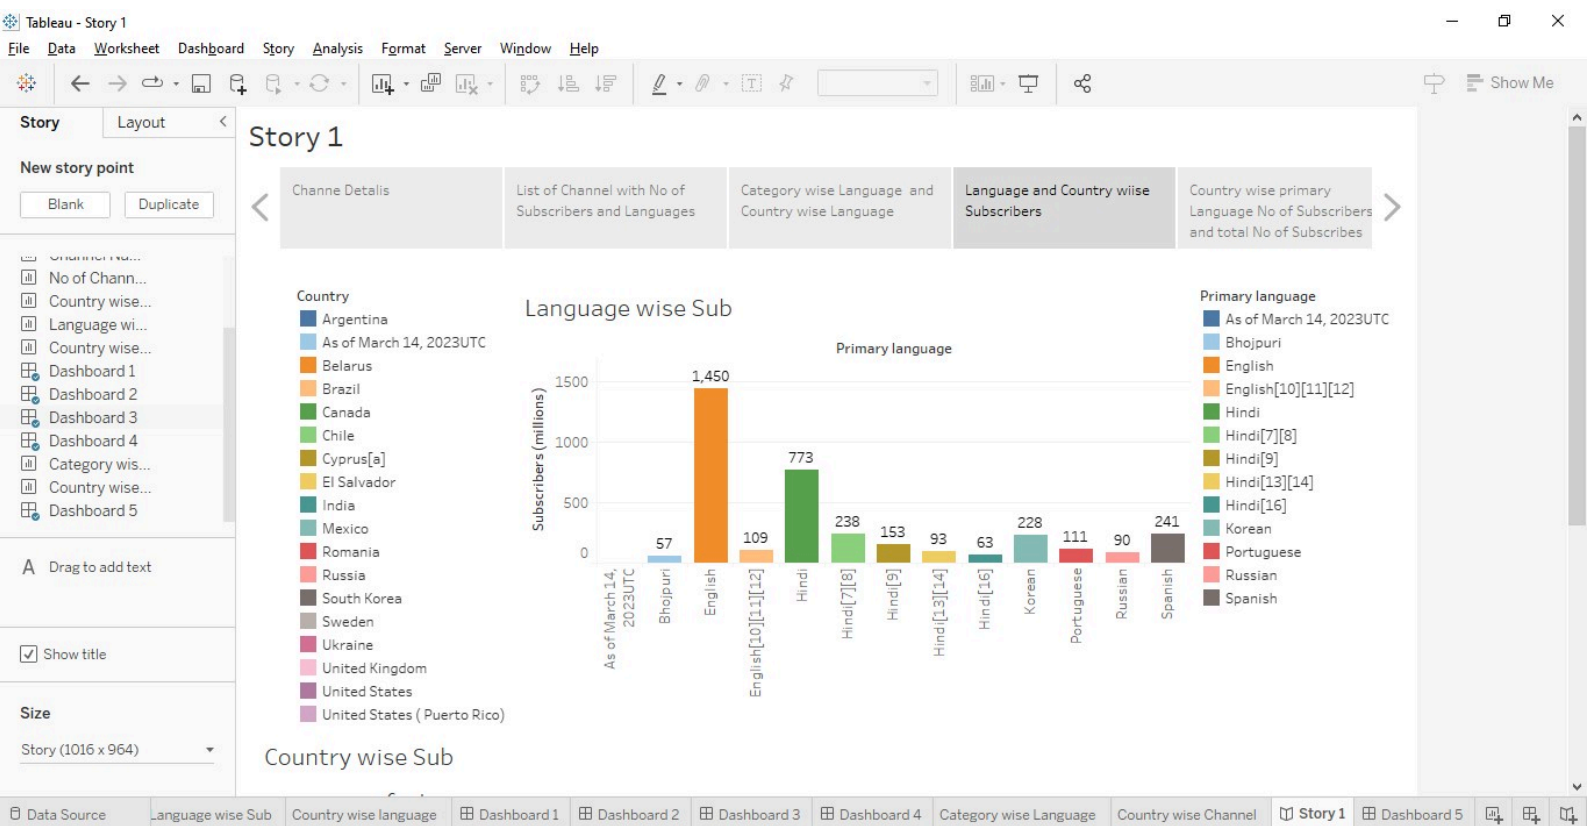 Tableau - Story 1
File Data Worksheet Dashboard Story Analysis Format Server Window Help
Show Me
Story Layout
New story point
Blank Duplicate
No of Chann...
Country wise...
Language wi...
Country wise...
Dashboard 1
Dashboard 2
Dashboard 3
Dashboard 4
Category wis...
Country wise...
Dashboard 5
A Drag to add text
Show title
Size
Story (1016 x 964)
Story 1
Channe Detalis
List of Channel with No of
Subscribers and Languages
Category wise Language and
Country wise Language
Language and Country wiise
Subscribers
Country wise primary
Language No of Subscribers
and total No of Subscribes
Country
Argentina
As of March 14, 2023UTC
Belarus
Brazil
Canada
Chile
Cyprus[a]
El Salvador
India
Mexico
Romania
Russia
South Korea
Sweden
Ukraine
United Kingdom
United States
United States ( Puerto Rico)
Language wise Sub
Primary language
Subscribers (millions)
1500
1000
500
0
57
1,450
109
773
238
153
93
63
228
111
90
241
As of March 14,
2023UTC
Bhojpuri
English
English[10][11][12]
Hindi
Hindi[7][8]
Hindi[9]
Hindi[13][14]
Hindi[16]
Korean
Portuguese
Russian
Spanish
Primary language
As of March 14, 2023UTC
Bhojpuri
English
English[10][11][12]
Hindi
Hindi[7][8]
Hindi[9]
Hindi[13][14]
Hindi[16]
Korean
Portuguese
Russian
Spanish
Country wise Sub
Data Source Language wise Sub Country wise language Dashboard 1 Dashboard 2 Dashboard 3 Dashboard 4 Category wise Language Country wise Channel Story 1 Dashboard 5